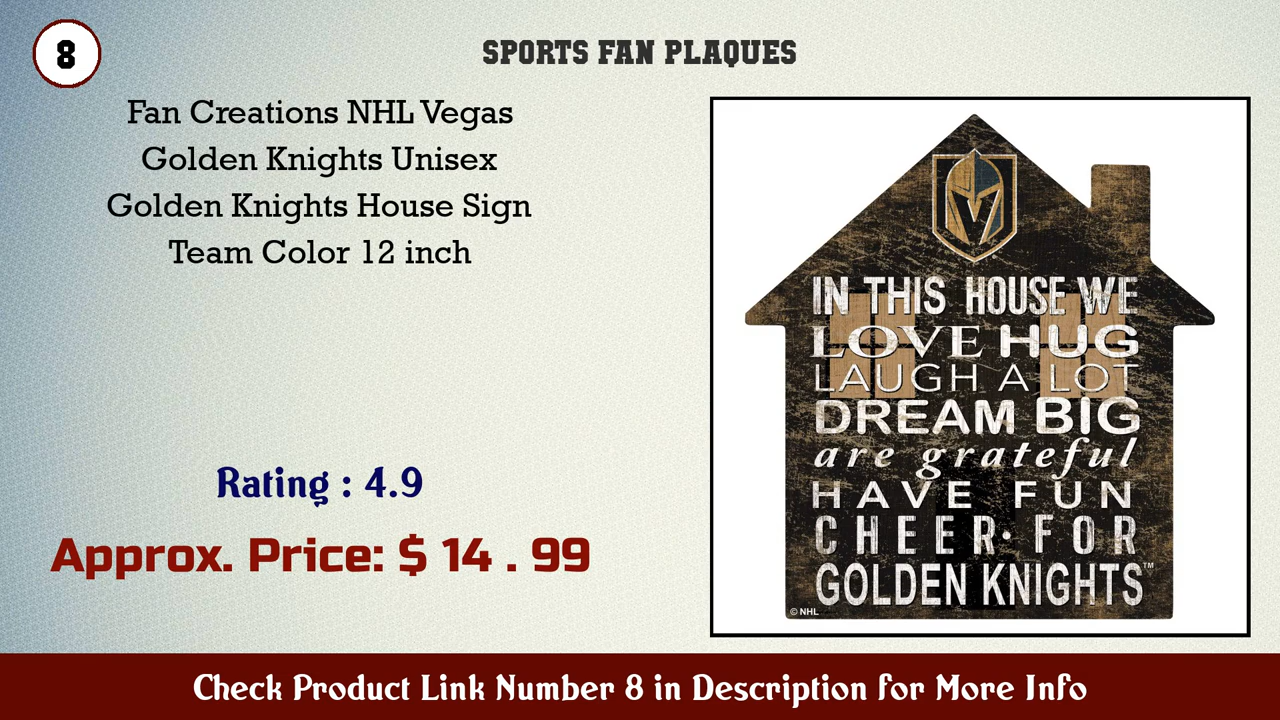 8
SPORTS FAN PLAQUES
Fan Creations NHL Vegas
Golden Knights Unisex
Golden Knights House Sign
Team Color 12 inch
Rating : 4.9
Approx. Price: $ 14 . 99
IN THIS HOUSE WE
LOVE HUG
LAUGH A LOT
DREAM BIG
are grateful
HAVE FUN
CHEER FOR
GOLDEN KNIGHTS™
© NHL
Check Product Link Number 8 in Description for More Info